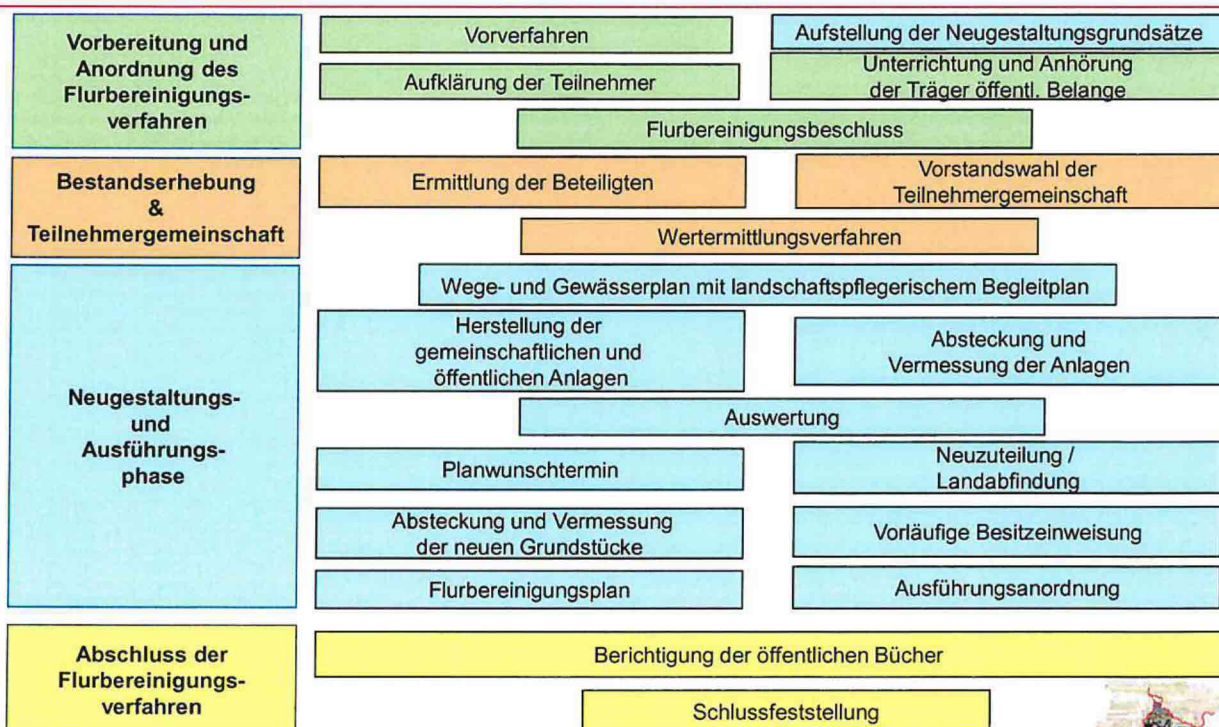 Vorbereitung und
Anordnung des
Flurbereinigungs-
verfahren
Vorverfahren
Aufstellung der Neugestaltungsgrundsätze
Aufklärung der Teilnehmer
Unterrichtung und Anhörung
der Träger öffentl. Belange
Flurbereinigungsbeschluss
Bestandserhebung
&
Teilnehmergemeinschaft
Ermittlung der Beteiligten
Vorstandswahl der
Teilnehmergemeinschaft
Wertermittlungsverfahren
Neugestaltungs-
und
Ausführungs-
phase
Wege- und Gewässerplan mit landschaftspflegerischem Begleitplan
Herstellung der
gemeinschaftlichen und
öffentlichen Anlagen
Absteckung und
Vermessung der Anlagen
Auswertung
Planwunschtermin
Neuzuteilung /
Landabfindung
Absteckung und Vermessung
der neuen Grundstücke
Vorläufige Besitzeinweisung
Flurbereinigungsplan
Ausführungsanordnung
Abschluss der
Flurbereinigungs-
verfahren
Berichtigung der öffentlichen Bücher
Schlussfeststellung